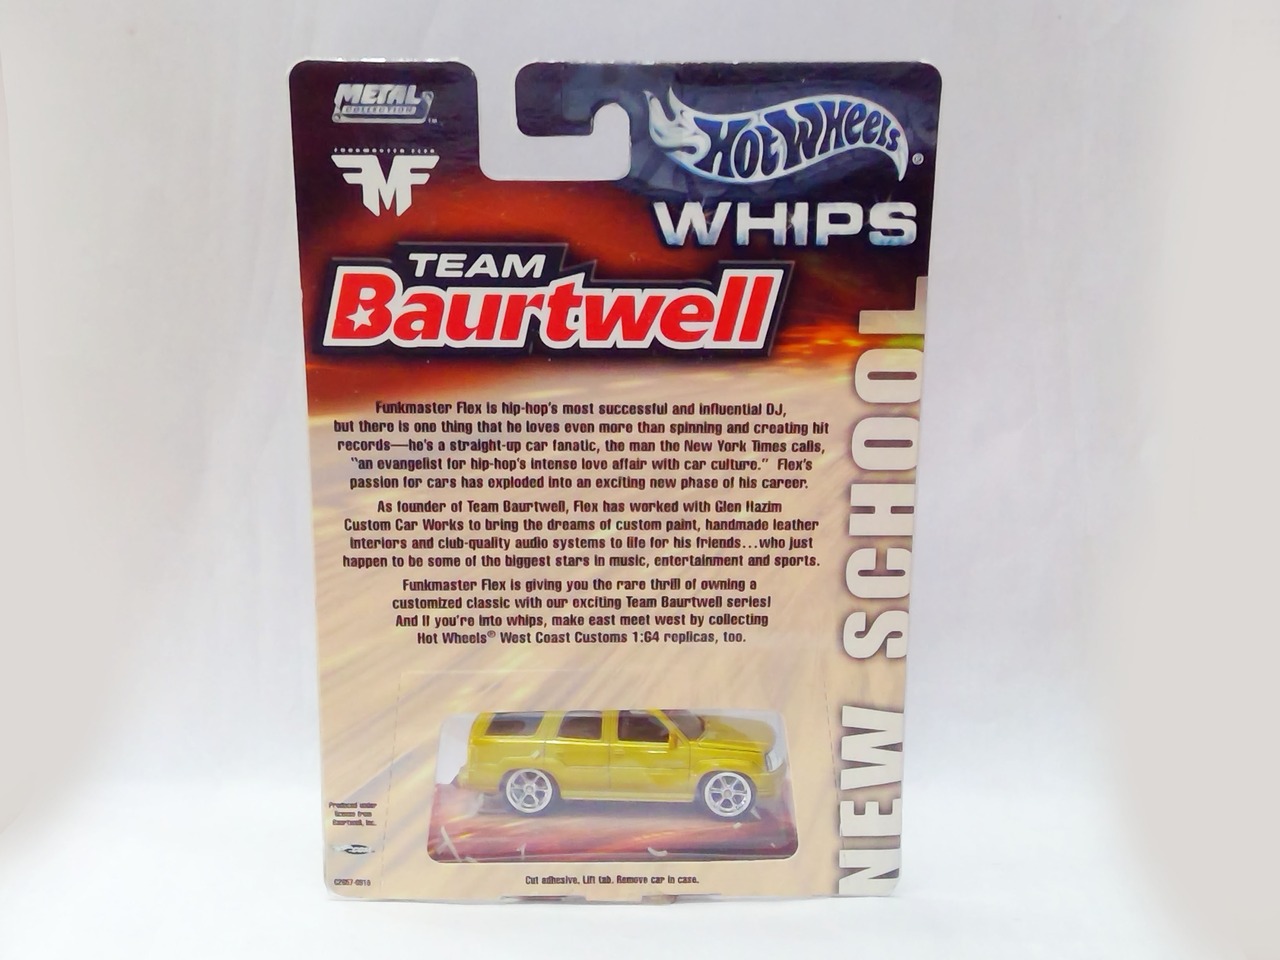 METAL
COLLECTION™
FUNKMASTER FLEX
FMF
Hot Wheels®
WHIPS
TEAM
Baurtwell
Funkmaster Flex is hip-hop's most successful and influential DJ,
but there is one thing that he loves even more than spinning and creating hit
records—he's a straight-up car fanatic, the man the New York Times calls,
"an evangelist for hip-hop's intense love affair with car culture." Flex's
passion for cars has exploded into an exciting new phase of his career.
As founder of Team Baurtwell, Flex has worked with Glen Hazim
Custom Car Works to bring the dreams of custom paint, handmade leather
interiors and club-quality audio systems to life for his friends...who just
happen to be some of the biggest stars in music, entertainment and sports.
Funkmaster Flex is giving you the rare thrill of owning a
customized classic with our exciting Team Baurtwell series!
And if you're into whips, make east meet west by collecting
Hot Wheels® West Coast Customs 1:64 replicas, too.
NEW SCHOOL
Produced under
license from
Baurtwell, Inc.
C2057-0910
Cut adhesive. Lift tab. Remove car in case.